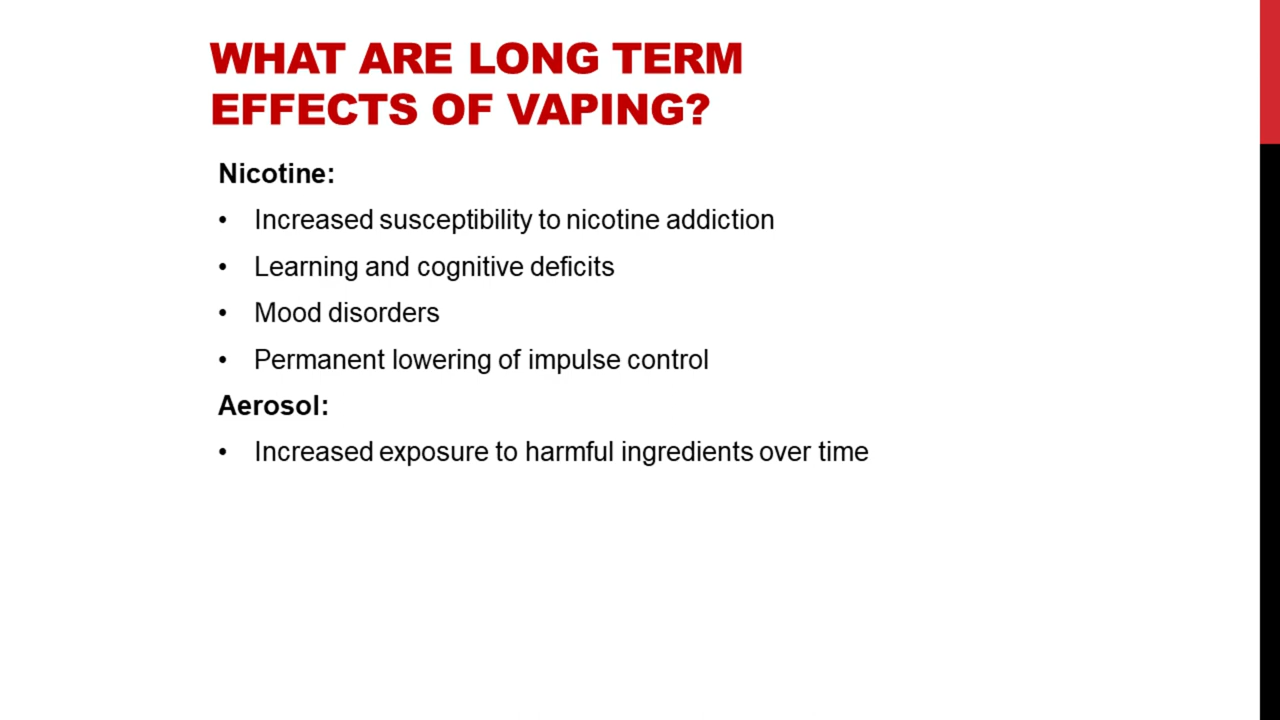 WHAT ARE LONG TERM
EFFECTS OF VAPING?
Nicotine:
• Increased susceptibility to nicotine addiction
• Learning and cognitive deficits
• Mood disorders
• Permanent lowering of impulse control
Aerosol:
• Increased exposure to harmful ingredients over time